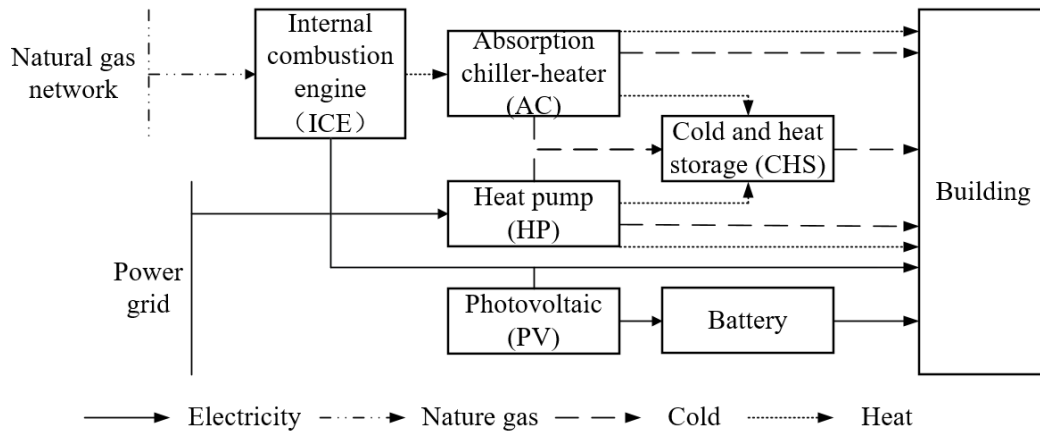 Natural gas
network
Internal
combustion
engine
（ICE）
Absorption
chiller-heater
(AC)
Cold and heat
storage (CHS)
Heat pump
(HP)
Building
Power
grid
Photovoltaic
(PV)
Battery
Electricity
Nature gas
Cold
Heat